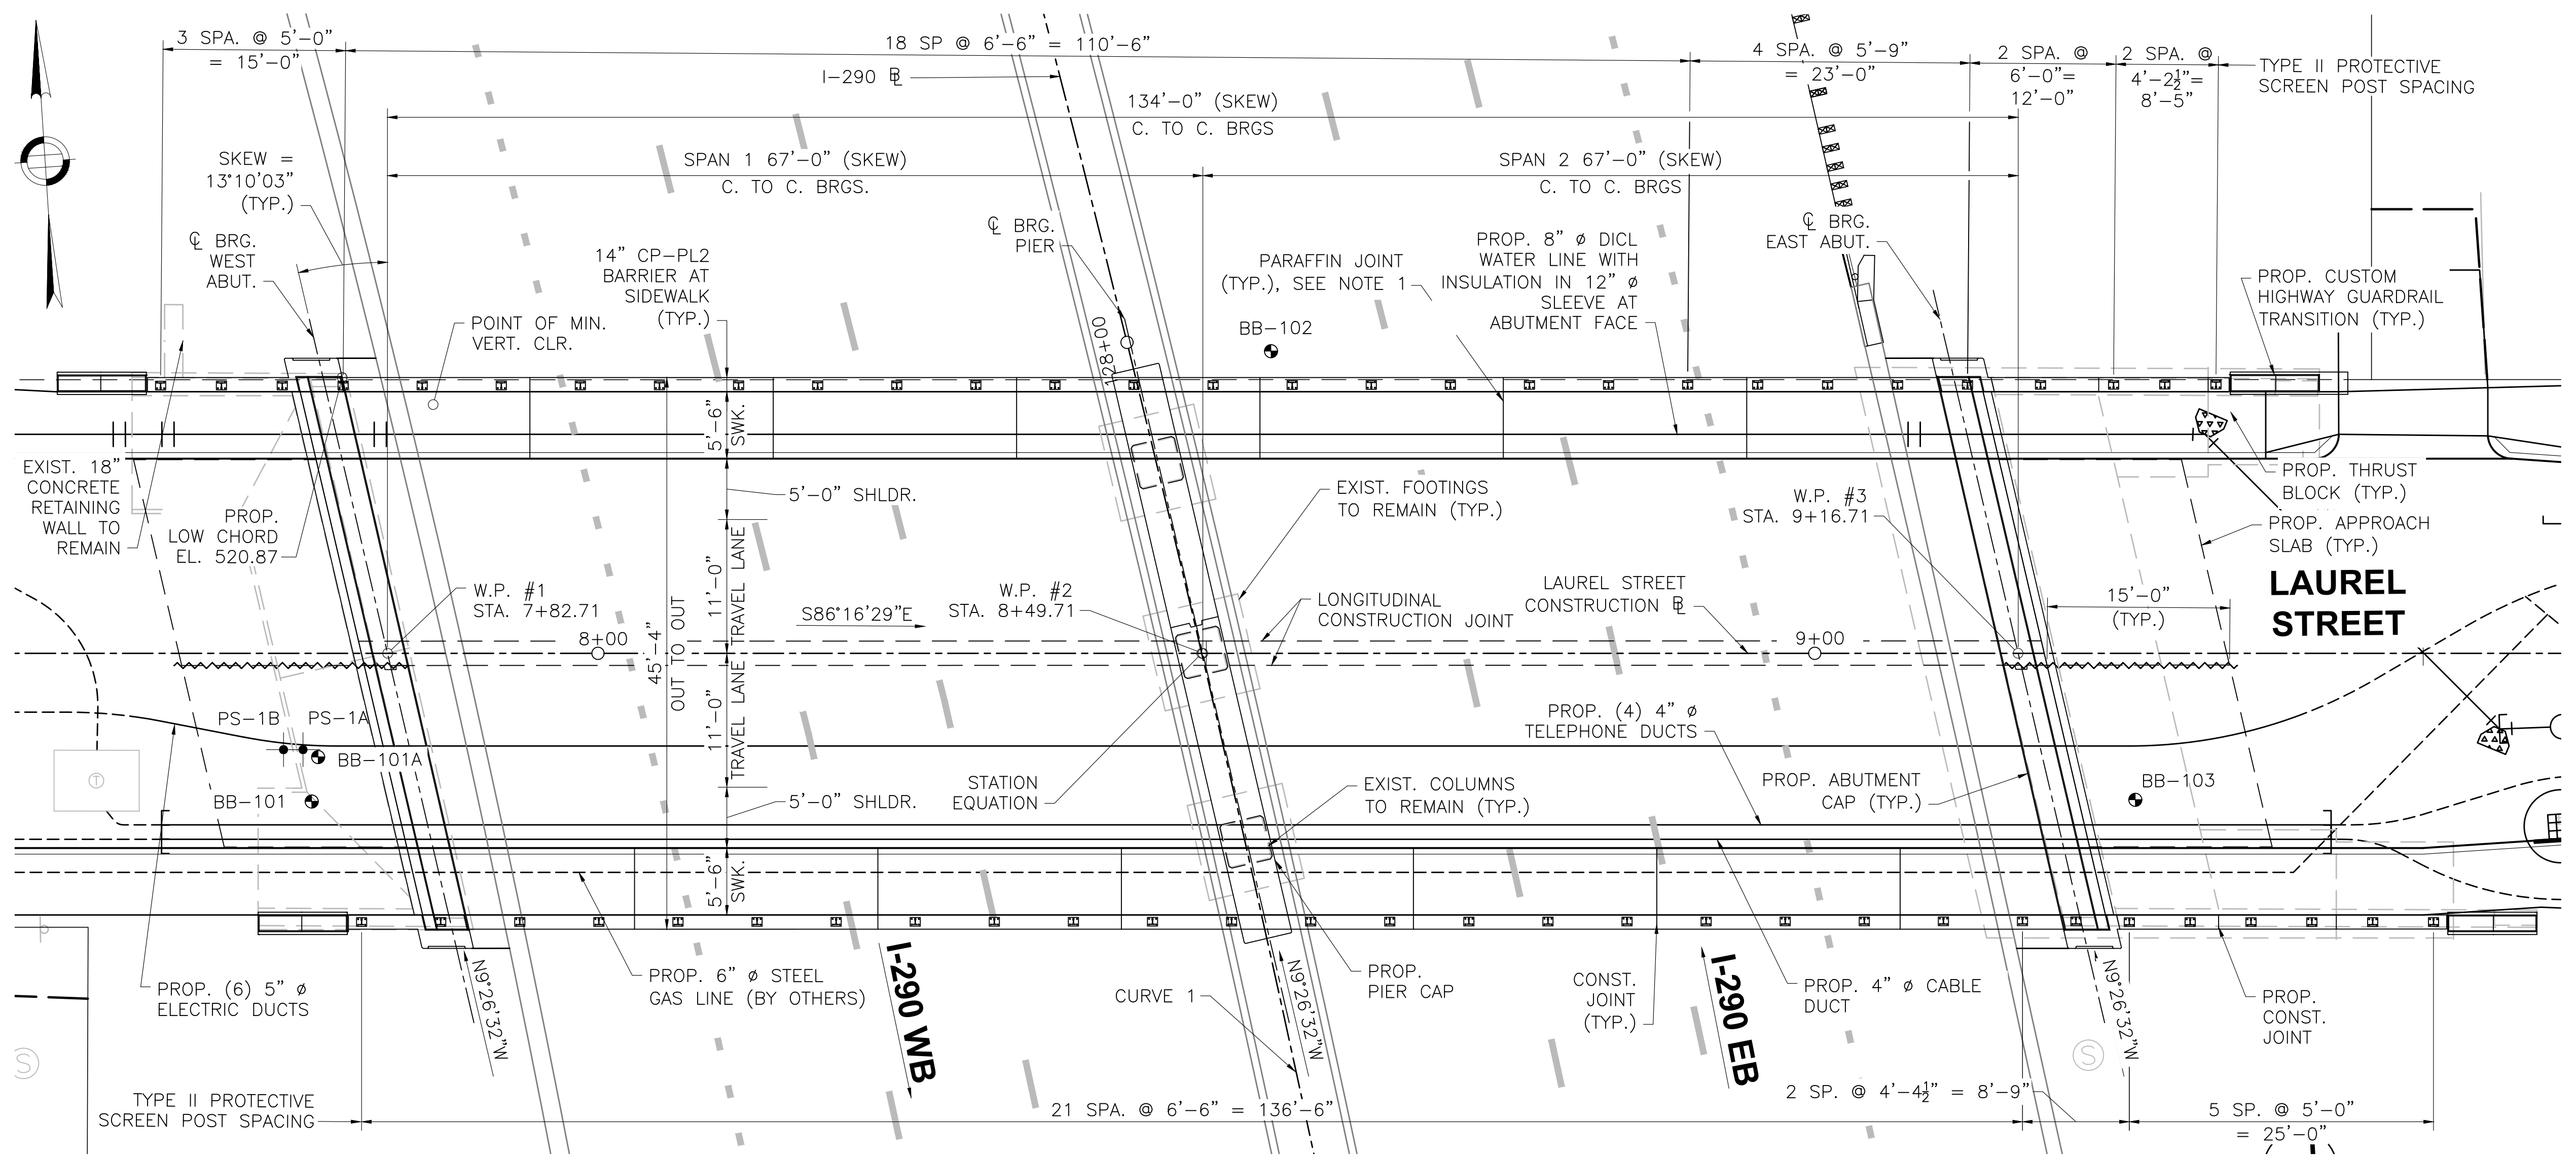 3 SPA. @ 5'-0"
= 15'-0"
18 SP @ 6'-6" = 110'-6"
4 SPA. @ 5'-9"
= 23'-0"
2 SPA. @
6'-0"=
12'-0"
2 SPA. @
4'-2½"=
8'-5"
TYPE II PROTECTIVE
SCREEN POST SPACING
I-290 ℞
134'-0" (SKEW)
C. TO C. BRGS
SKEW =
13°10'03"
(TYP.)
SPAN 1 67'-0" (SKEW)
C. TO C. BRGS.
SPAN 2 67'-0" (SKEW)
C. TO C. BRGS
℄ BRG.
WEST
ABUT.
14" CP-PL2
BARRIER AT
SIDEWALK
(TYP.)
℄ BRG.
PIER
PARAFFIN JOINT
(TYP.), SEE NOTE 1
PROP. 8" ø DICL
WATER LINE WITH
INSULATION IN 12" ø
SLEEVE AT
ABUTMENT FACE
℄ BRG.
EAST ABUT.
PROP. CUSTOM
HIGHWAY GUARDRAIL
TRANSITION (TYP.)
POINT OF MIN.
VERT. CLR.
BB-102
128+00
5'-6"
SWK.
EXIST. 18"
CONCRETE
RETAINING
WALL TO
REMAIN
PROP.
LOW CHORD
EL. 520.87
5'-0" SHLDR.
EXIST. FOOTINGS
TO REMAIN (TYP.)
W.P. #3
STA. 9+16.71
PROP. THRUST
BLOCK (TYP.)
PROP. APPROACH
SLAB (TYP.)
LAUREL
STREET
W.P. #1
STA. 7+82.71
11'-0"
TRAVEL LANE
W.P. #2
STA. 8+49.71
S86°16'29"E
LONGITUDINAL
CONSTRUCTION JOINT
LAUREL STREET
CONSTRUCTION ℞
15'-0"
(TYP.)
8+00
9+00
45'-4"
OUT TO OUT
11'-0"
TRAVEL LANE
PS-1B
PS-1A
BB-101A
BB-101
T
5'-0" SHLDR.
STATION
EQUATION
EXIST. COLUMNS
TO REMAIN (TYP.)
PROP. (4) 4" ø
TELEPHONE DUCTS
PROP. ABUTMENT
CAP (TYP.)
BB-103
5'-6"
SWK.
PROP. (6) 5" ø
ELECTRIC DUCTS
N9°26'32"W
PROP. 6" ø STEEL
GAS LINE (BY OTHERS)
I-290 WB
CURVE 1
N9°26'32"W
PROP.
PIER CAP
CONST.
JOINT
(TYP.)
I-290 EB
PROP. 4" ø CABLE
DUCT
N9°26'32"W
PROP.
CONST.
JOINT
S
S
TYPE II PROTECTIVE
SCREEN POST SPACING
21 SPA. @ 6'-6" = 136'-6"
2 SP. @ 4'-4½" = 8'-9"
5 SP. @ 5'-0"
= 25'-0"